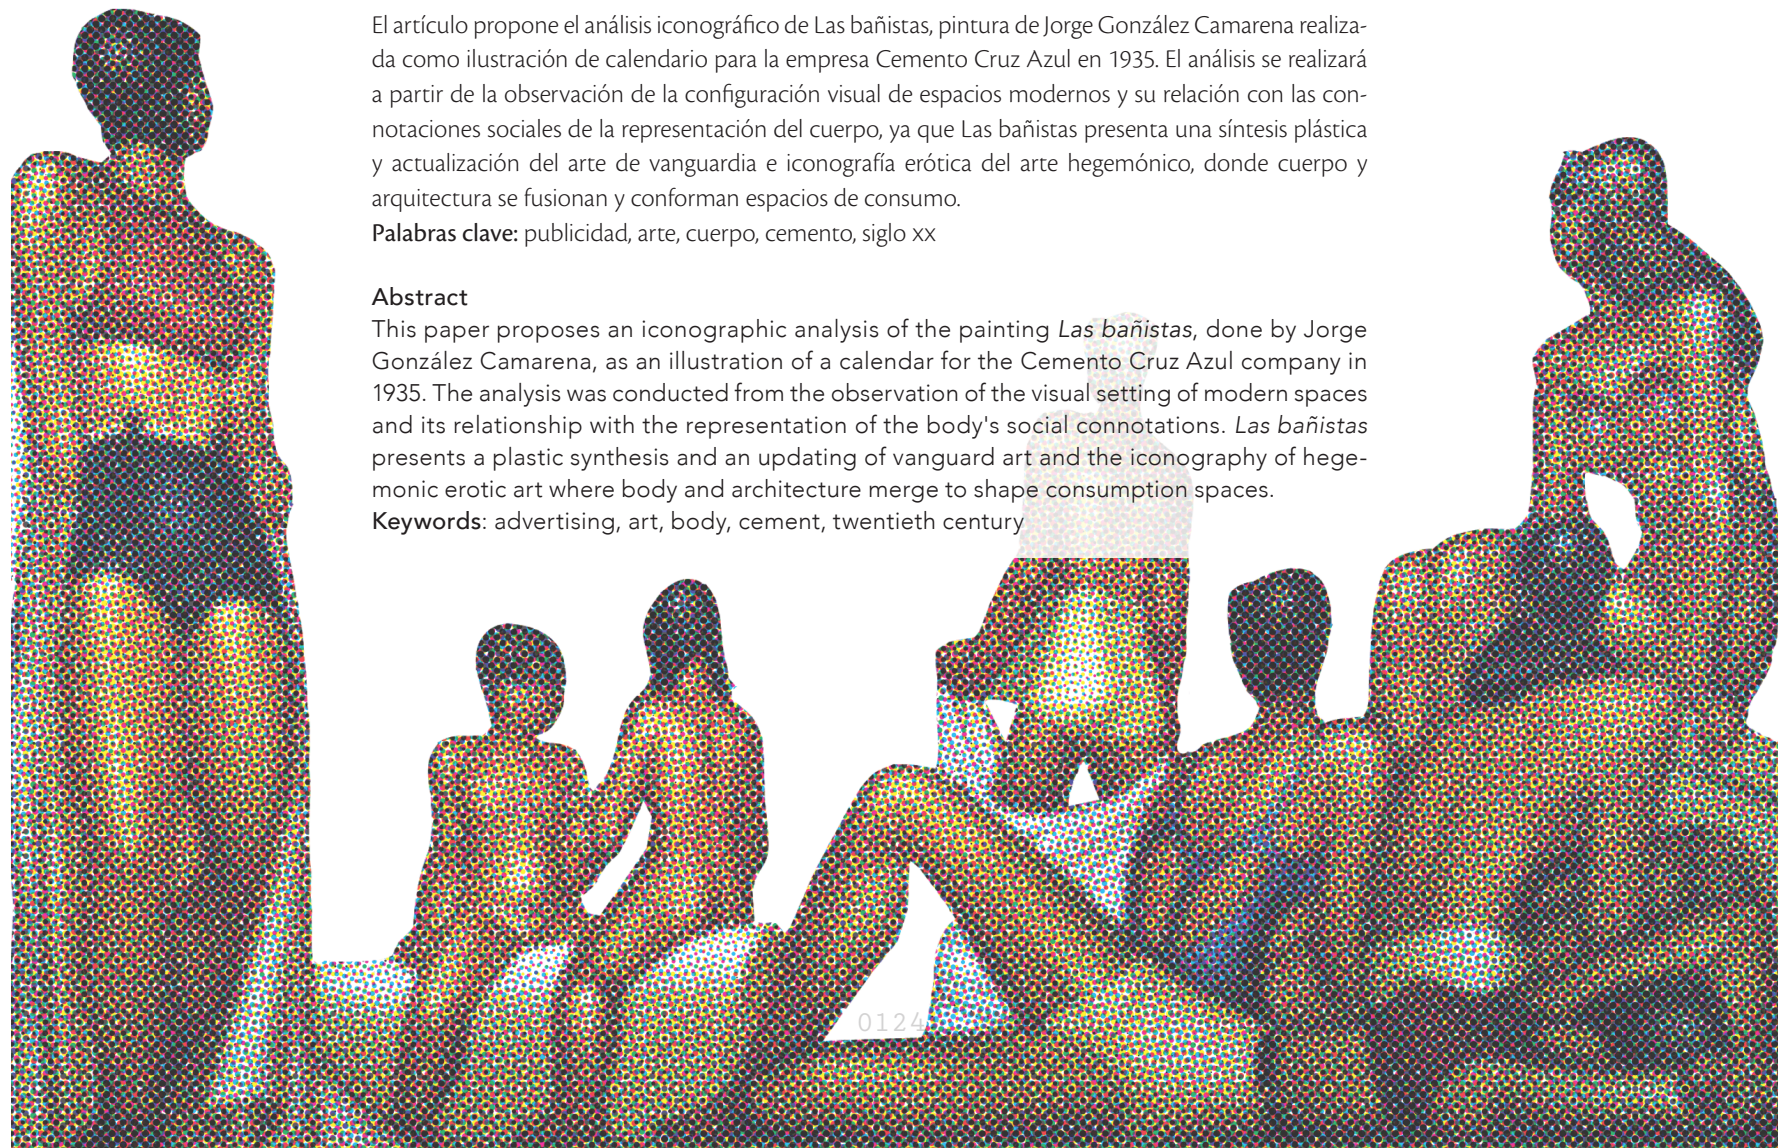 El artículo propone el análisis iconográfico de Las bañistas, pintura de Jorge González Camarena realiza-
da como ilustración de calendario para la empresa Cemento Cruz Azul en 1935. El análisis se realizará
a partir de la observación de la configuración visual de espacios modernos y su relación con las con-
notaciones sociales de la representación del cuerpo, ya que Las bañistas presenta una síntesis plástica
y actualización del arte de vanguardia e iconografía erótica del arte hegemónico, donde cuerpo y
arquitectura se fusionan y conforman espacios de consumo.
Palabras clave: publicidad, arte, cuerpo, cemento, siglo xx
Abstract
This paper proposes an iconographic analysis of the painting Las bañistas, done by Jorge
González Camarena, as an illustration of a calendar for the Cemento Cruz Azul company in
1935. The analysis was conducted from the observation of the visual setting of modern spaces
and its relationship with the representation of the body's social connotations. Las bañistas
presents a plastic synthesis and an updating of vanguard art and the iconography of hege-
monic erotic art where body and architecture merge to shape consumption spaces.
Keywords: advertising, art, body, cement, twentieth century
0124